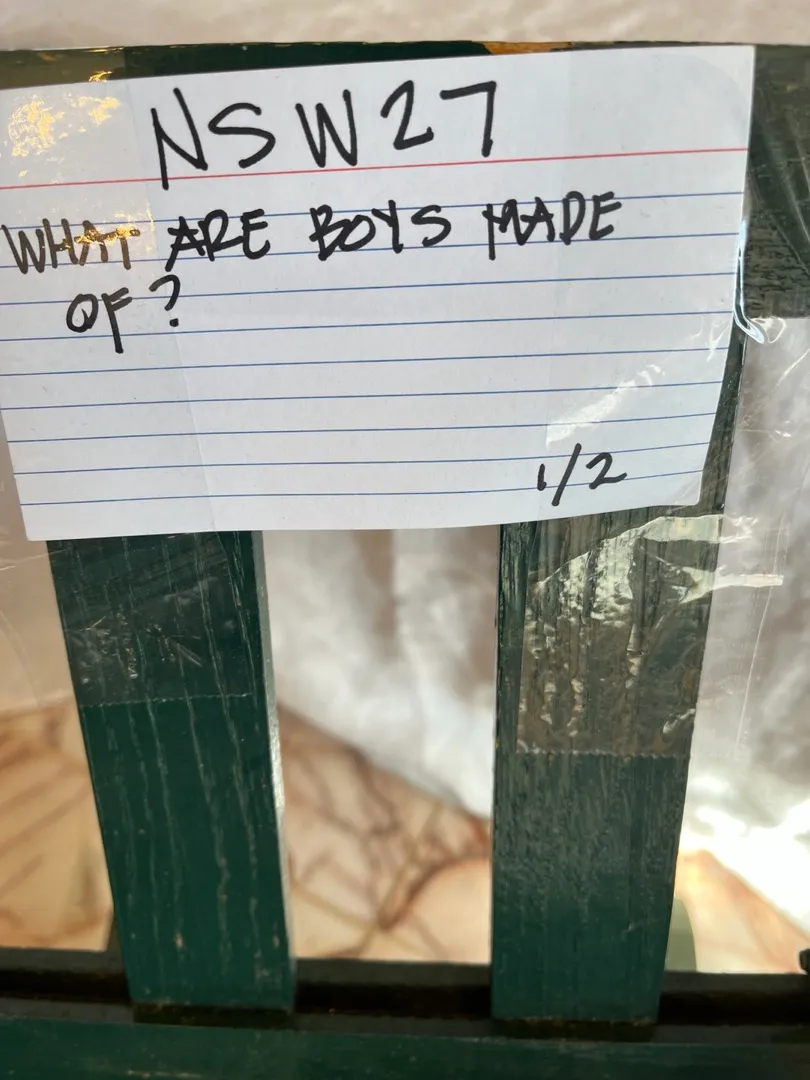 NSW27
WHAT ARE BOYS MADE
OF?
1/2